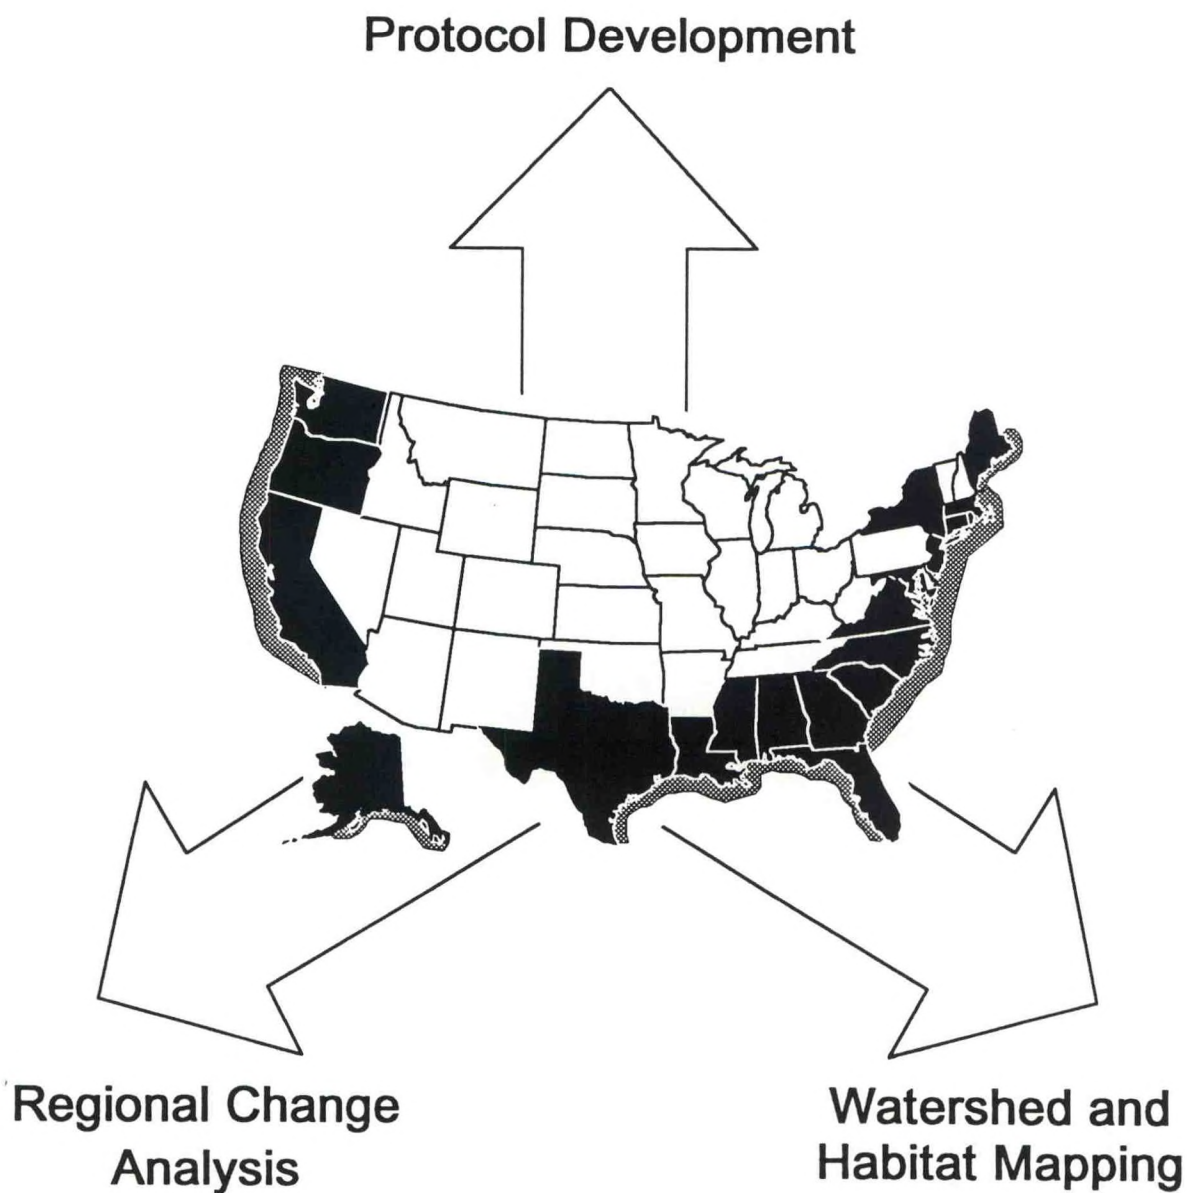 Protocol Development
Regional Change
Analysis
Watershed and
Habitat Mapping